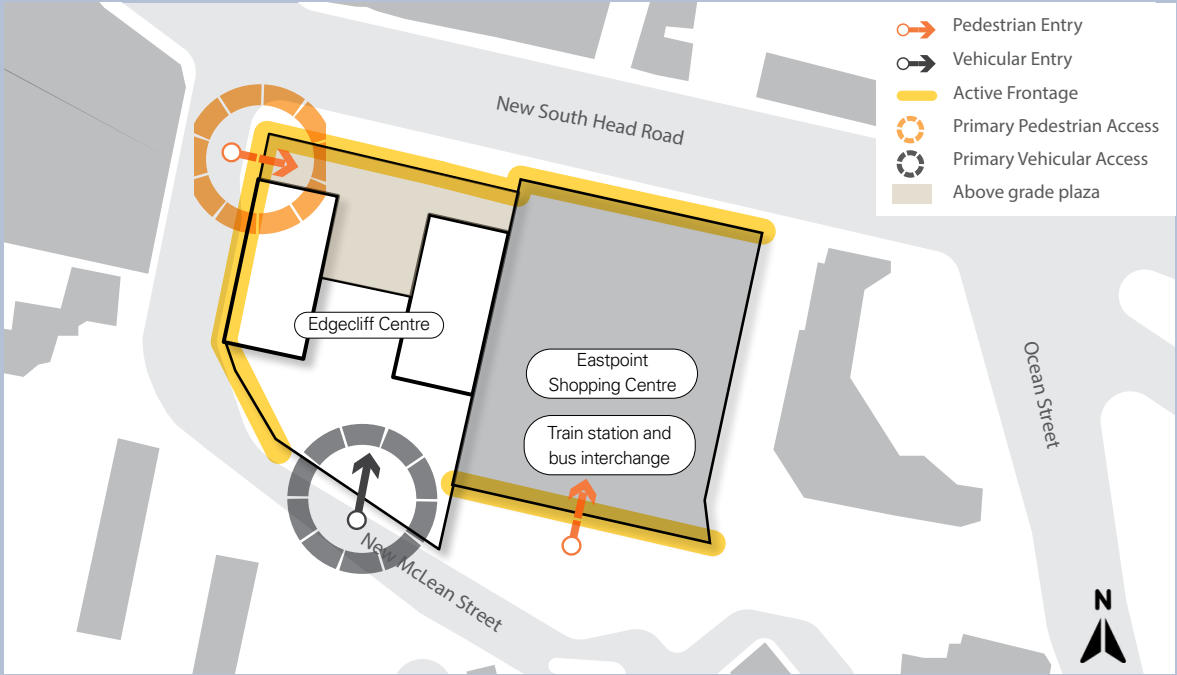 Pedestrian Entry
Vehicular Entry
Active Frontage
Primary Pedestrian Access
Primary Vehicular Access
Above grade plaza
New South Head Road
Edgecliff Centre
Eastpoint
Shopping Centre
Train station and
bus interchange
Ocean Street
New McLean Street
N